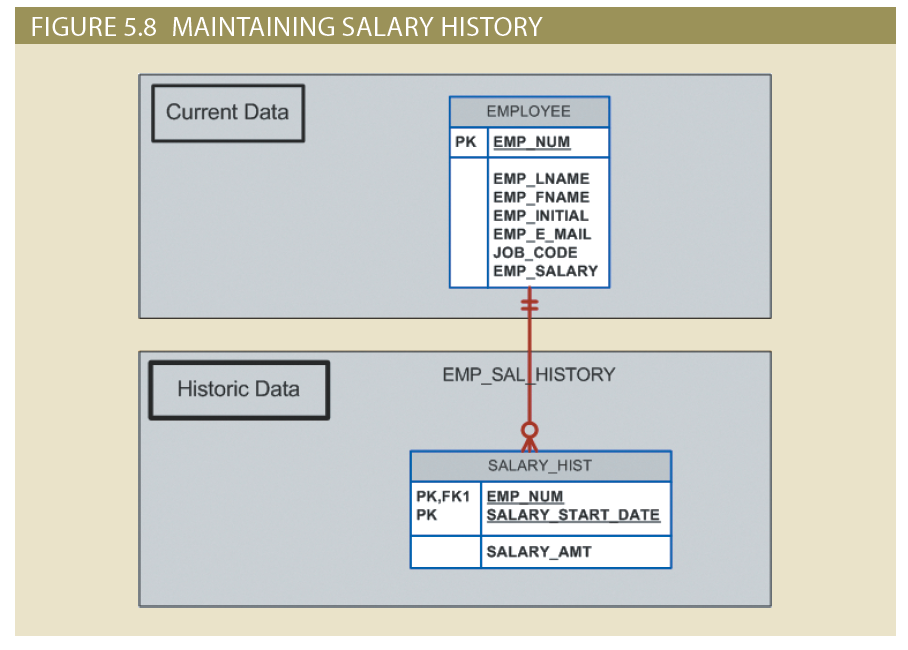 FIGURE 5.8 MAINTAINING SALARY HISTORY
Current Data
EMPLOYEE
PK EMP_NUM
EMP_LNAME
EMP_FNAME
EMP_INITIAL
EMP_E_MAIL
JOB_CODE
EMP_SALARY
Historic Data
EMP_SAL_HISTORY
SALARY_HIST
PK,FK1 EMP_NUM
PK SALARY_START_DATE
SALARY_AMT